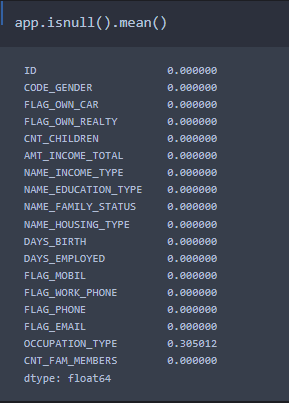 app.isnull().mean()
ID 0.000000
CODE_GENDER 0.000000
FLAG_OWN_CAR 0.000000
FLAG_OWN_REALTY 0.000000
CNT_CHILDREN 0.000000
AMT_INCOME_TOTAL 0.000000
NAME_INCOME_TYPE 0.000000
NAME_EDUCATION_TYPE 0.000000
NAME_FAMILY_STATUS 0.000000
NAME_HOUSING_TYPE 0.000000
DAYS_BIRTH 0.000000
DAYS_EMPLOYED 0.000000
FLAG_MOBIL 0.000000
FLAG_WORK_PHONE 0.000000
FLAG_PHONE 0.000000
FLAG_EMAIL 0.000000
OCCUPATION_TYPE 0.305012
CNT_FAM_MEMBERS 0.000000
dtype: float64